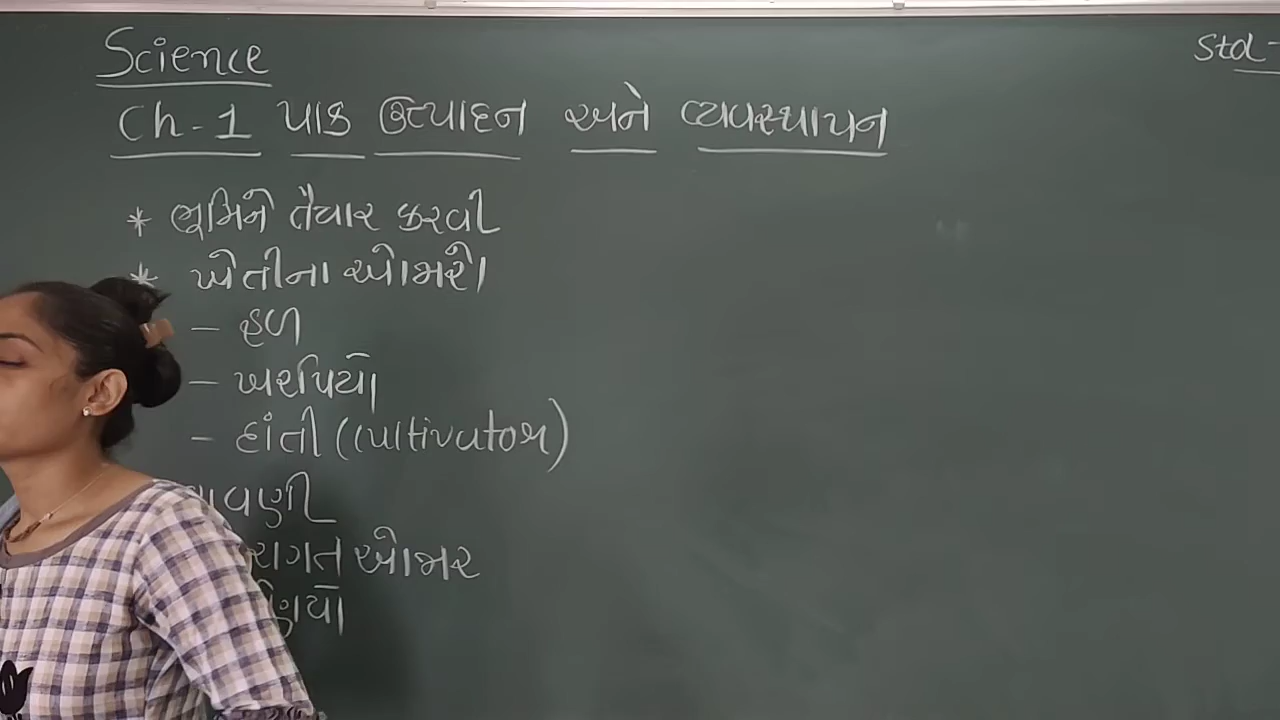 Science
Std -
Ch - 1 પાક ઉત્પાદન અને વ્યવસ્થાપન
* ભૂમિને તૈયાર કરવી
* ખેતીના ઓજારો
- હળ
- ખરપિયો
- દાંતી (cultivator)
વણી
રાગત ઓજાર